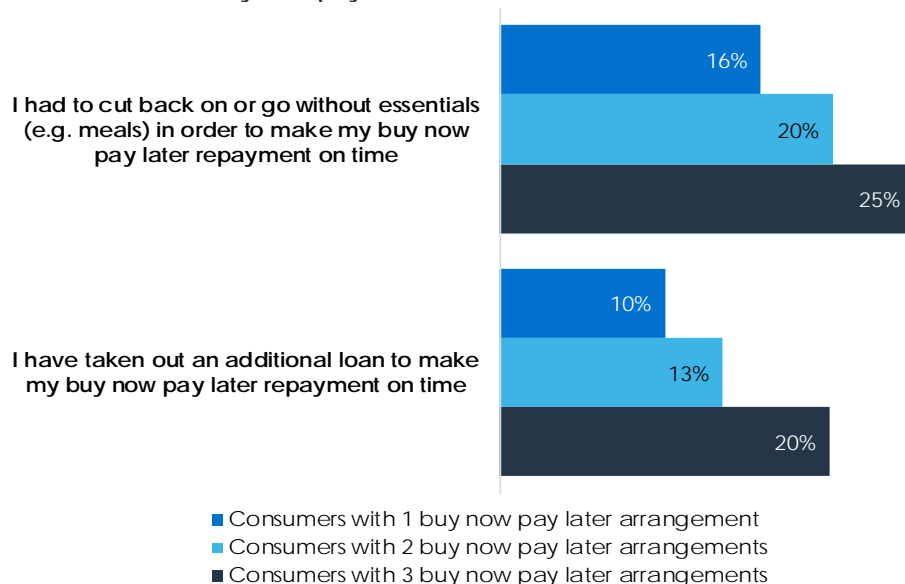 16%
I had to cut back on or go without essentials
(e.g. meals) in order to make my buy now
pay later repayment on time
20%
25%
10%
I have taken out an additional loan to make
my buy now pay later repayment on time
13%
20%
Consumers with 1 buy now pay later arrangement
Consumers with 2 buy now pay later arrangements
Consumers with 3 buy now pay later arrangements